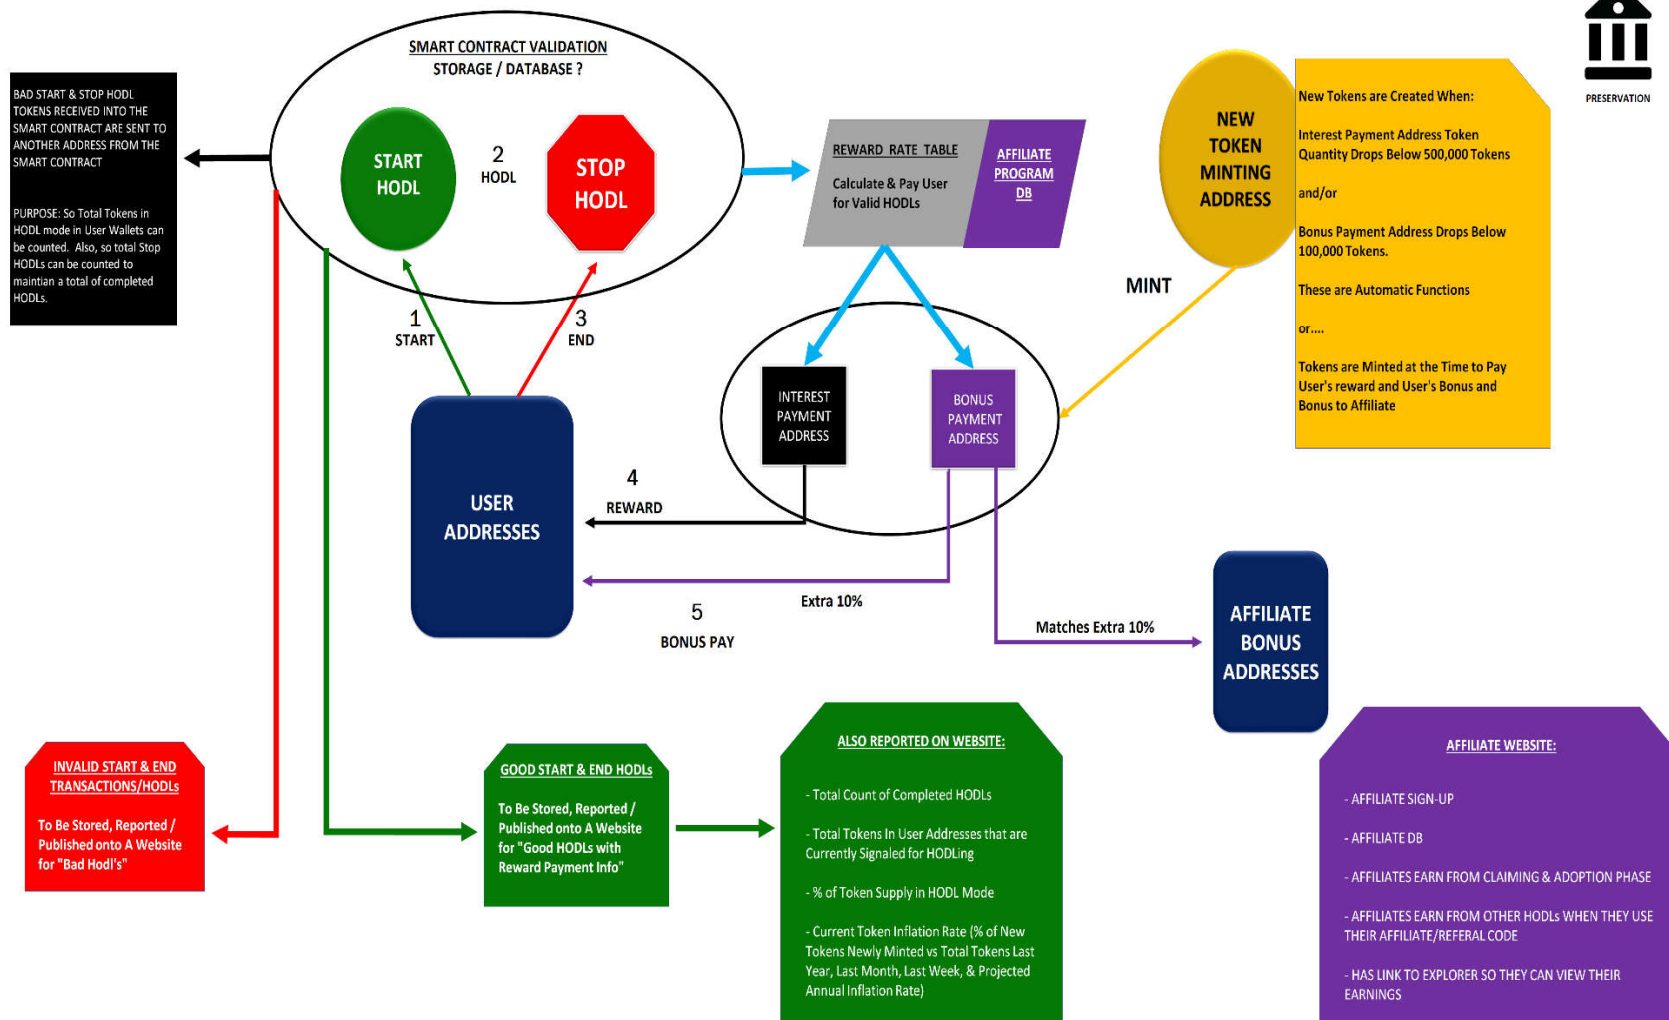 SMART CONTRACT VALIDATION
STORAGE / DATABASE ?
START
HODL
2
HODL
STOP
HODL
BAD START & STOP HODL
TOKENS RECEIVED INTO THE
SMART CONTRACT ARE SENT TO
ANOTHER ADDRESS FROM THE
SMART CONTRACT
PURPOSE: So Total Tokens in
HODL mode in User Wallets can
be counted. Also, so total Stop
HODLs can be counted to
maintian a total of completed
HODLs.
REWARD RATE TABLE
Calculate & Pay User
for Valid HODLs
AFFILIATE
PROGRAM
DB
NEW
TOKEN
MINTING
ADDRESS
New Tokens are Created When:
Interest Payment Address Token
Quantity Drops Below 500,000 Tokens
and/or
Bonus Payment Address Drops Below
100,000 Tokens.
These are Automatic Functions
or....
Tokens are Minted at the Time to Pay
User's reward and User's Bonus and
Bonus to Affiliate
PRESERVATION
MINT
1
START
3
END
INTEREST
PAYMENT
ADDRESS
BONUS
PAYMENT
ADDRESS
USER
ADDRESSES
4
REWARD
Extra 10%
5
BONUS PAY
Matches Extra 10%
AFFILIATE
BONUS
ADDRESSES
INVALID START & END
TRANSACTIONS/HODLs
To Be Stored, Reported /
Published onto A Website
for "Bad Hodl's"
GOOD START & END HODLs
To Be Stored, Reported /
Published onto A Website
for "Good HODLs with
Reward Payment Info"
ALSO REPORTED ON WEBSITE:
- Total Count of Completed HODLs
- Total Tokens In User Addresses that are
Currently Signaled for HODLing
- % of Token Supply in HODL Mode
- Current Token Inflation Rate (% of New
Tokens Newly Minted vs Total Tokens Last
Year, Last Month, Last Week, & Projected
Annual Inflation Rate)
AFFILIATE WEBSITE:
- AFFILIATE SIGN-UP
- AFFILIATE DB
- AFFILIATES EARN FROM CLAIMING & ADOPTION PHASE
- AFFILIATES EARN FROM OTHER HODLs WHEN THEY USE
THEIR AFFILIATE/REFERAL CODE
- HAS LINK TO EXPLORER SO THEY CAN VIEW THEIR
EARNINGS